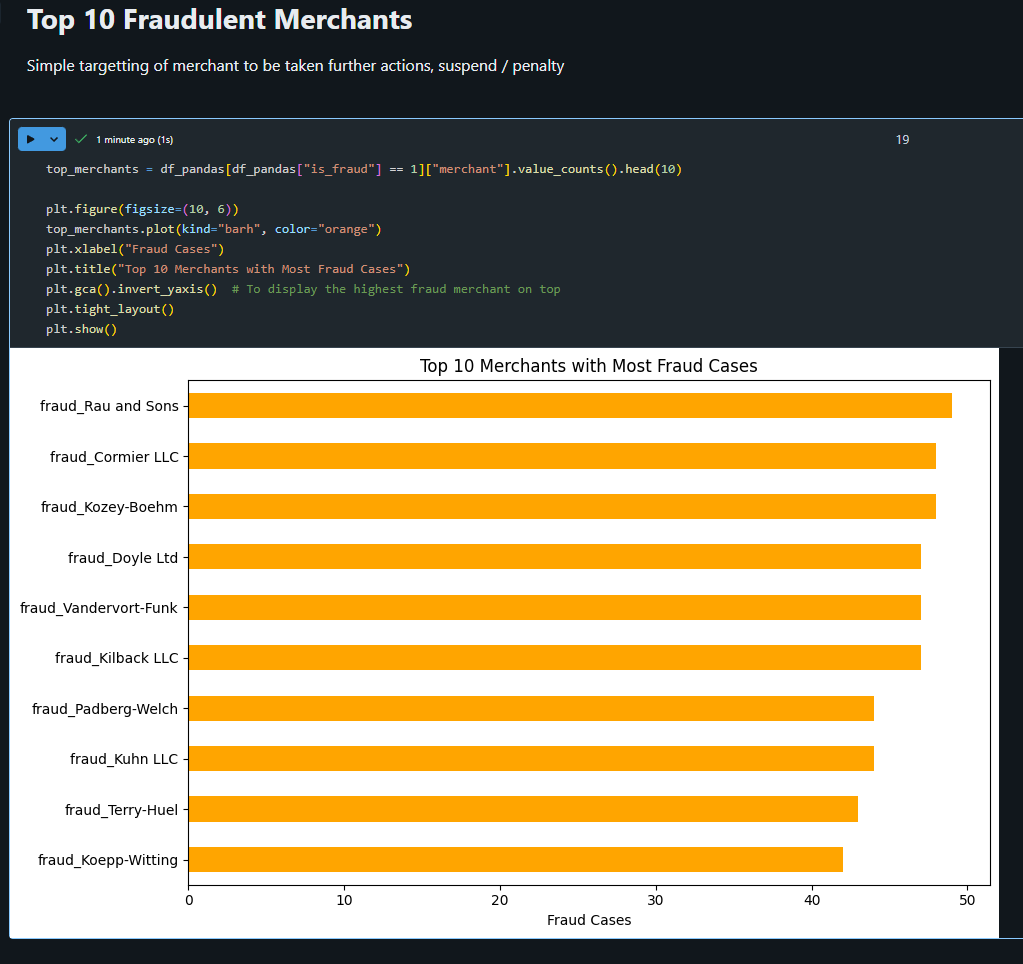 Top 10 Fraudulent Merchants
Simple targetting of merchant to be taken further actions, suspend / penalty
1 minute ago (1s)
19
top_merchants = df_pandas[df_pandas["is_fraud"] == 1]["merchant"].value_counts().head(10)
plt.figure(figsize=(10, 6))
top_merchants.plot(kind="barh", color="orange")
plt.xlabel("Fraud Cases")
plt.title("Top 10 Merchants with Most Fraud Cases")
plt.gca().invert_yaxis()  # To display the highest fraud merchant on top
plt.tight_layout()
plt.show()
Top 10 Merchants with Most Fraud Cases
fraud_Rau and Sons
fraud_Cormier LLC
fraud_Kozey-Boehm
fraud_Doyle Ltd
fraud_Vandervort-Funk
fraud_Kilback LLC
fraud_Padberg-Welch
fraud_Kuhn LLC
fraud_Terry-Huel
fraud_Koepp-Witting
0 10 20 30 40 50
Fraud Cases